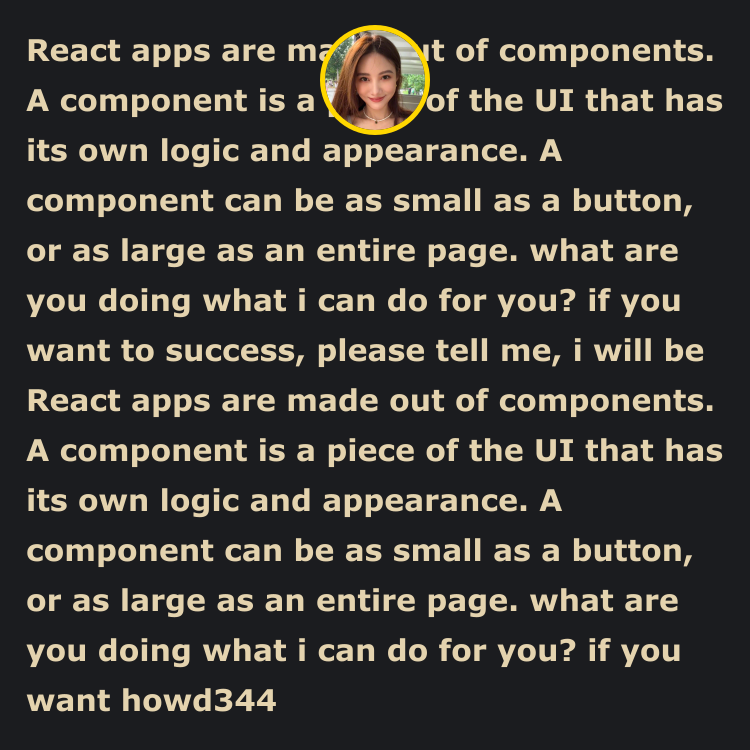 React apps are ma ut of components.
A component is a of the UI that has
its own logic and appearance. A
component can be as small as a button,
or as large as an entire page. what are
you doing what i can do for you? if you
want to success, please tell me, i will be
React apps are made out of components.
A component is a piece of the UI that has
its own logic and appearance. A
component can be as small as a button,
or as large as an entire page. what are
you doing what i can do for you? if you
want howd344